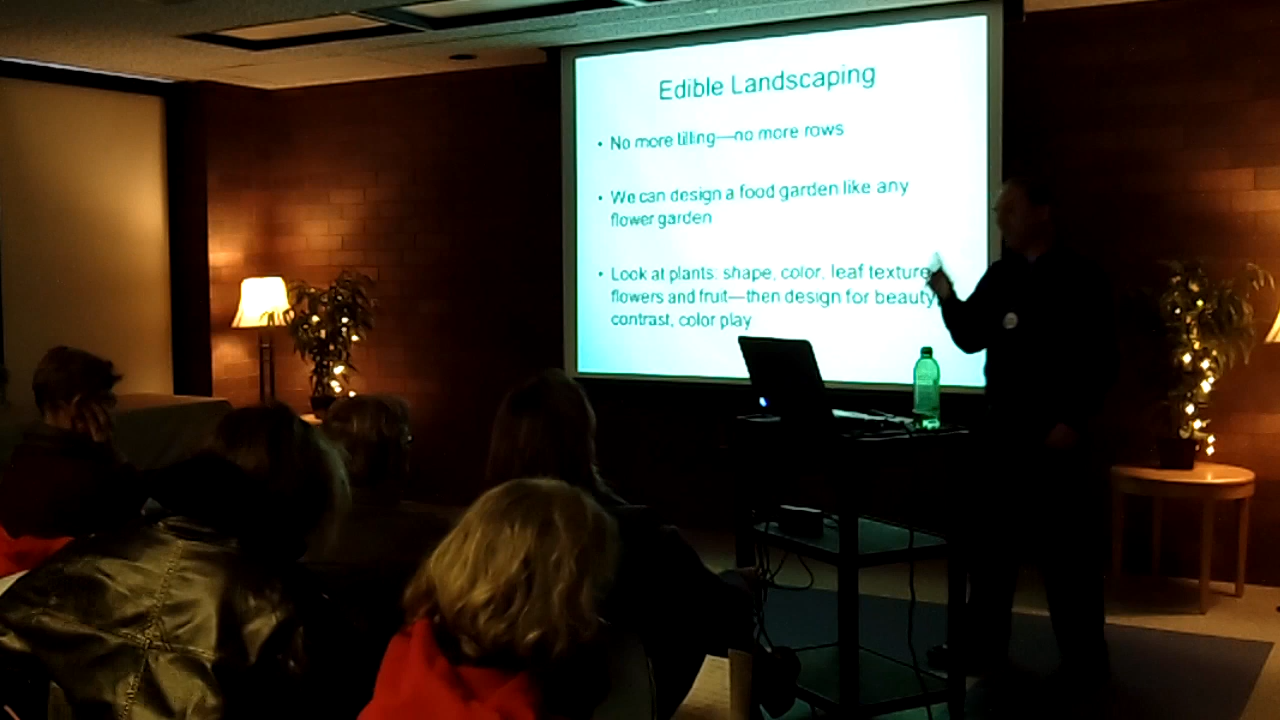 Edible Landscaping
• No more tilling—no more rows
• We can design a food garden like any
flower garden
• Look at plants: shape, color, leaf texture
flowers and fruit—then design for beauty
contrast, color play